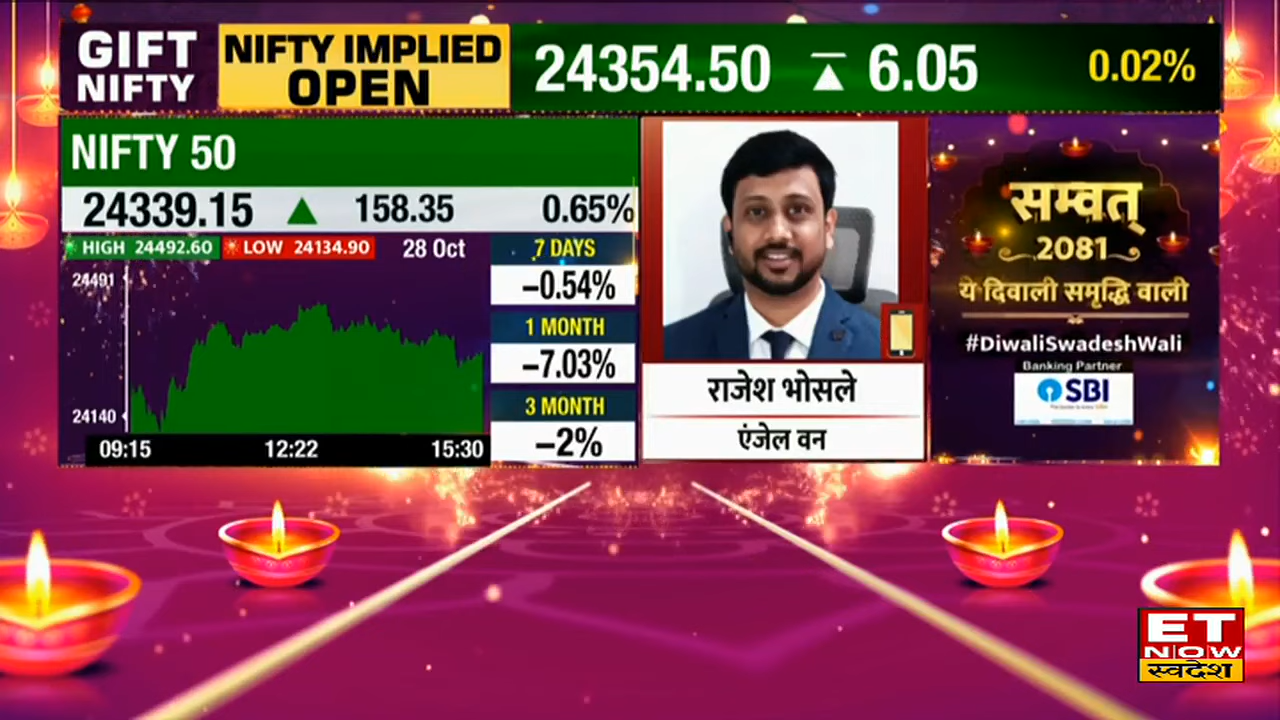 GIFT
NIFTY
NIFTY IMPLIED
OPEN
24354.50 6.05 0.02%
NIFTY 50
24339.15 ▲ 158.35 0.65%
HIGH 24492.60 LOW 24134.90 28 Oct
24491
24140
09:15 12:22 15:30
7 DAYS
–0.54%
1 MONTH
–7.03%
3 MONTH
–2%
राजेश भोसले
एंजेल वन
सम्वत्
2081
ये दिवाली समृद्धि वाली
#DiwaliSwadeshWali
Banking Partner
SBI
ET
NOW
स्वदेश